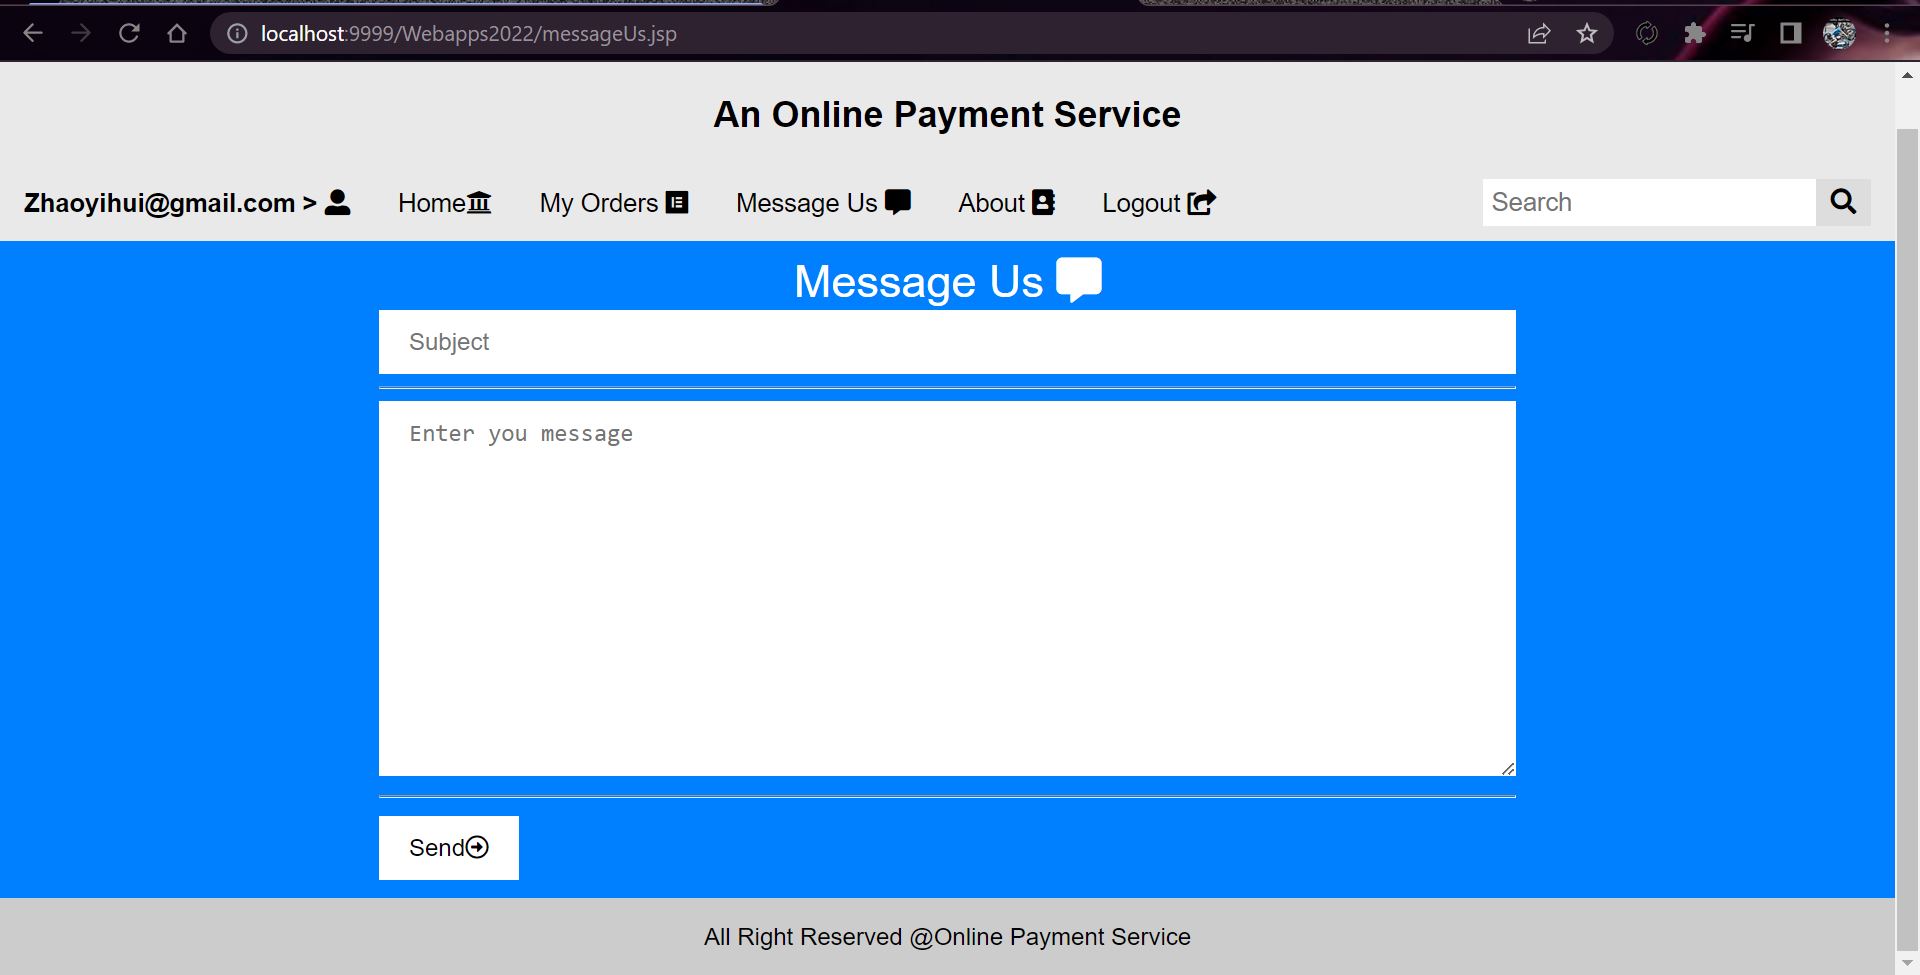 localhost:9999/Webapps2022/messageUs.jsp
An Online Payment Service
Zhaoyihui@gmail.com > Home My Orders Message Us About Logout Search
Message Us
Subject
Enter you message
Send
All Right Reserved @Online Payment Service